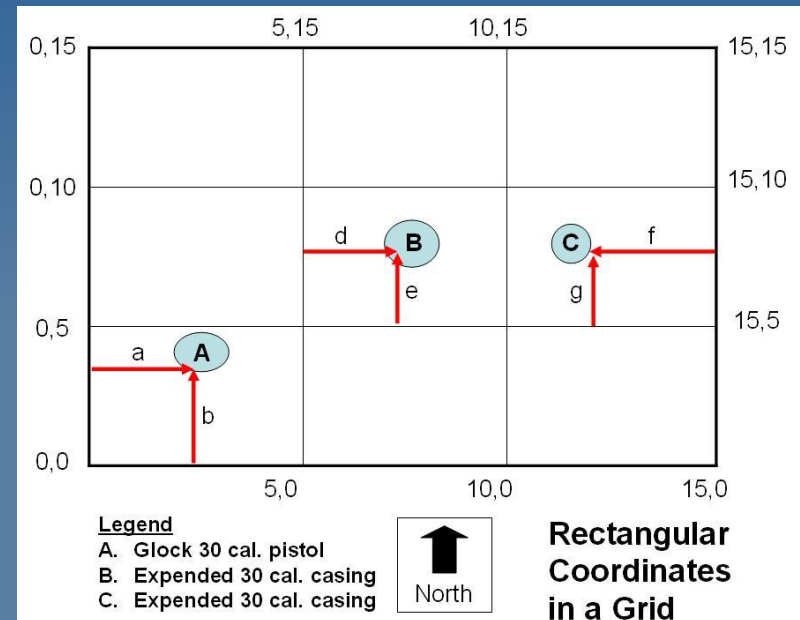 5,15 10,15
0,15 15,15
0,10 15,10
d B C f
e g
0,5 15,5
a A
b
0,0
5,0 10,0 15,0
Legend
A. Glock 30 cal. pistol
B. Expended 30 cal. casing
C. Expended 30 cal. casing
North
Rectangular
Coordinates
in a Grid